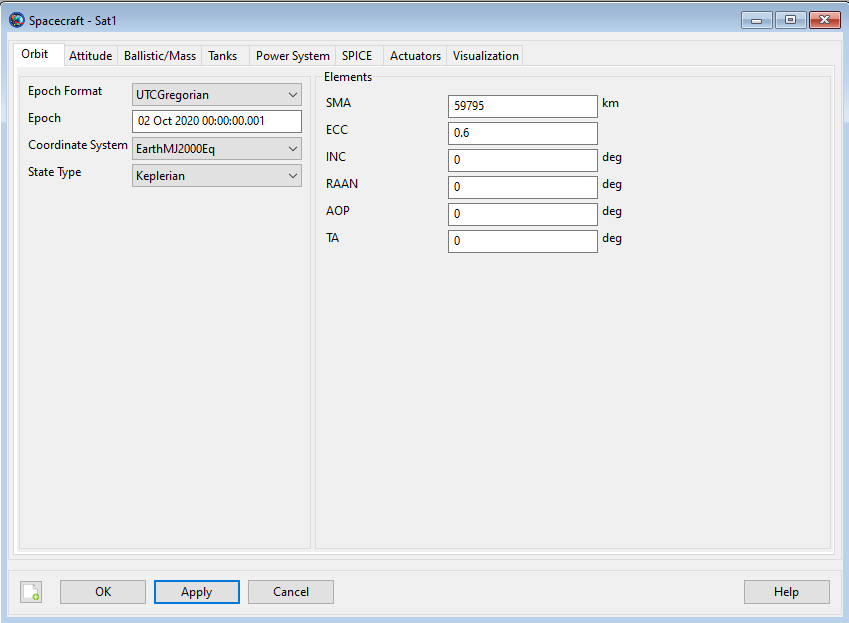 Spacecraft - Sat1
Orbit Attitude Ballistic/Mass Tanks Power System SPICE Actuators Visualization
Epoch Format UTCGregorian
Epoch 02 Oct 2020 00:00:00.001
Coordinate System EarthMJ2000Eq
State Type Keplerian
Elements
SMA 59795 km
ECC 0.6
INC 0 deg
RAAN 0 deg
AOP 0 deg
TA 0 deg
OK Apply Cancel Help